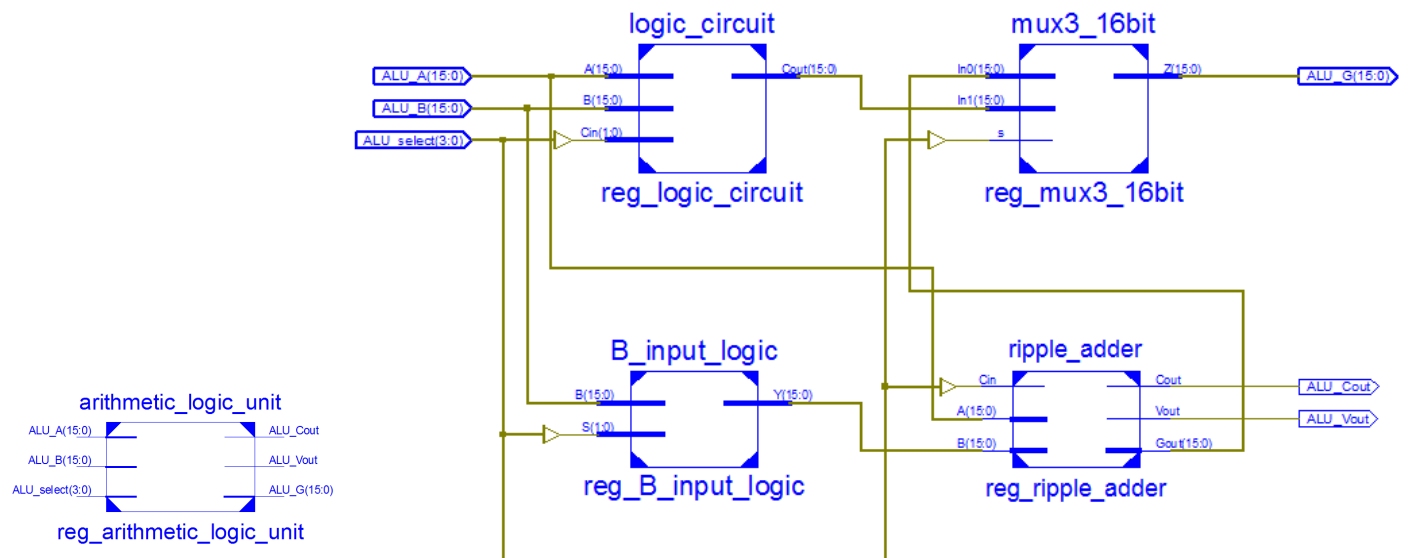 logic_circuit
mux3_16bit
ALU_A(15:0)
A(15:0)
Cout(15:0)
In0(15:0)
Z(15:0)
ALU_G(15:0)
ALU_B(15:0)
B(15:0)
In1(15:0)
ALU_select(3:0)
Cin(1:0)
s
reg_logic_circuit
reg_mux3_16bit
B_input_logic
ripple_adder
Cin
Cout
ALU_Cout
B(15:0)
Y(15:0)
A(15:0)
Vout
ALU_Vout
S(1:0)
B(15:0)
Gout(15:0)
reg_B_input_logic
reg_ripple_adder
arithmetic_logic_unit
ALU_A(15:0)
ALU_Cout
ALU_B(15:0)
ALU_Vout
ALU_select(3:0)
ALU_G(15:0)
reg_arithmetic_logic_unit